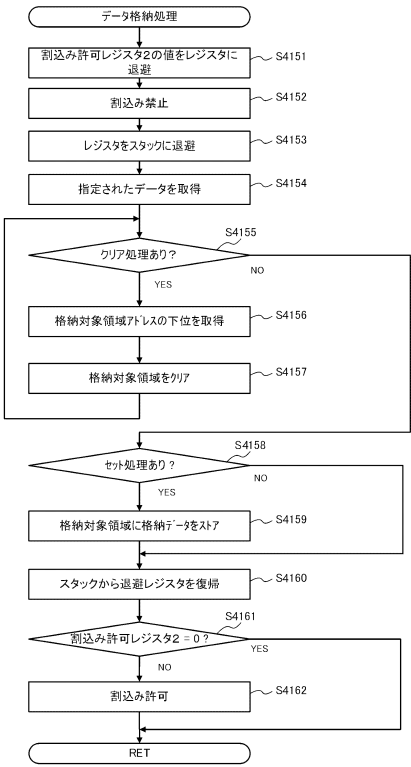 データ格納処理
割込み許可レジスタ2の値をレジスタに
退避
S4151
割込み禁止
S4152
レジスタをスタックに退避
S4153
指定されたデータを取得
S4154
クリア処理あり?
S4155
NO
YES
格納対象領域アドレスの下位を取得
S4156
格納対象領域をクリア
S4157
セット処理あり?
S4158
NO
YES
格納対象領域に格納データをストア
S4159
スタックから退避レジスタを復帰
S4160
割込み許可レジスタ2 = 0 ?
S4161
YES
NO
割込み許可
S4162
RET